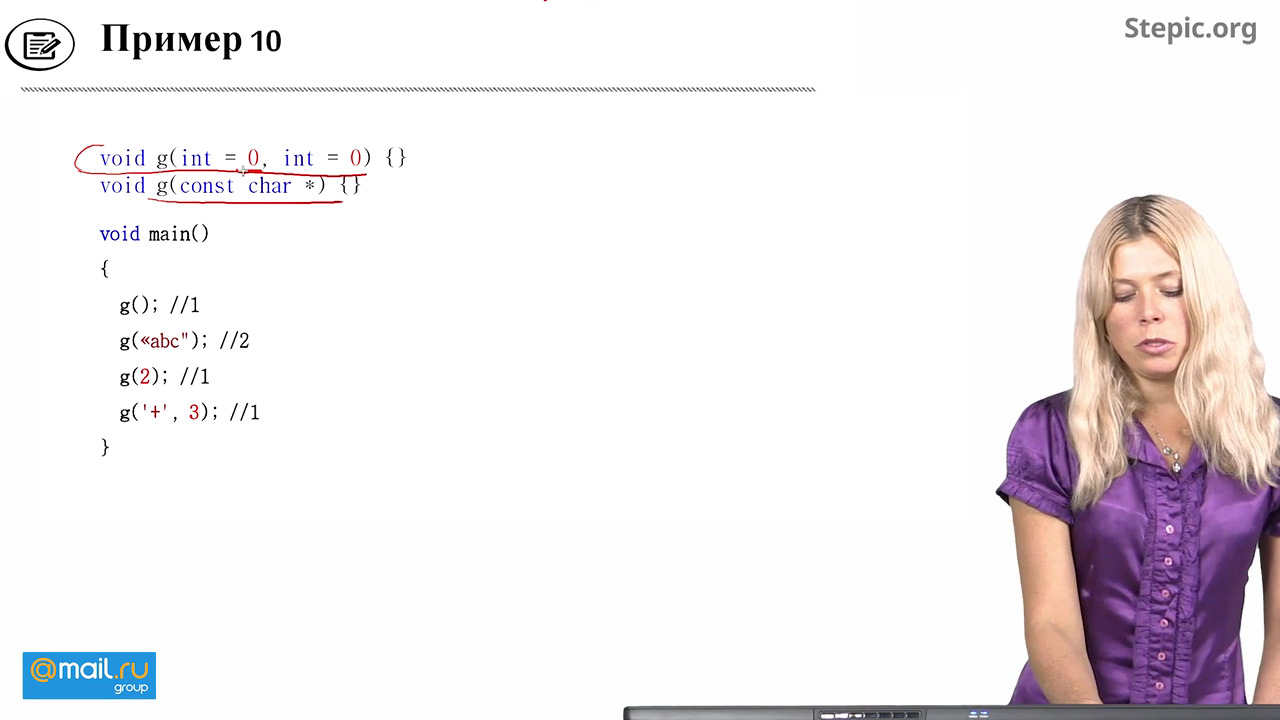 Пример 10
Stepic.org
void g(int = 0, int = 0) {}
void g(const char *) {}
void main()
{
g(); //1
g(«abc"); //2
g(2); //1
g('+', 3); //1
}
@mail.ru
group